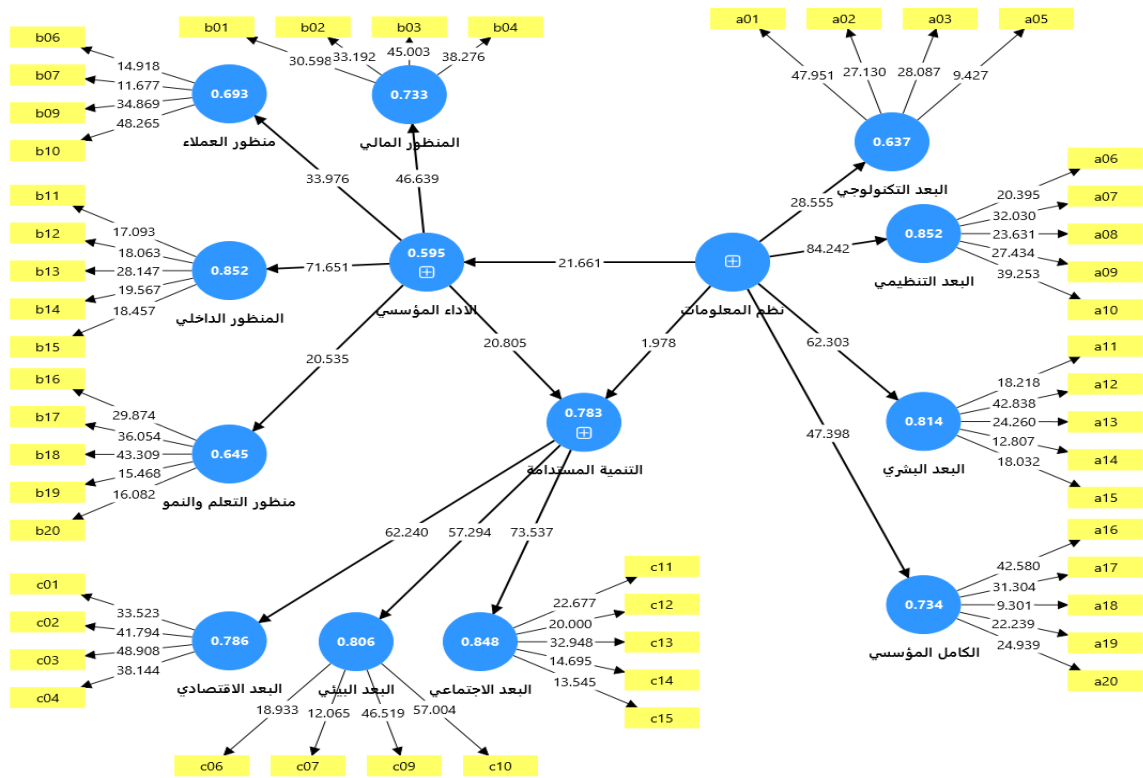 a01
a02
a03
a05
47.951
27.130
28.087
9.427
0.637
البعد التكنولوجي
b01
b02
b03
b04
30.598
33.192
45.003
38.276
0.733
المنظور المالي
b06
b07
b09
b10
14.918
11.677
34.869
48.265
0.693
منظور العملاء
33.976
46.639
28.555
84.242
a06
a07
a08
a09
a10
20.395
32.030
23.631
27.434
39.253
0.852
البعد التنظيمي
b11
b12
b13
b14
b15
17.093
18.063
28.147
19.567
18.457
0.852
المنظور الداخلي
71.651
0.595
الاداء المؤسسي
21.661
نظم المعلومات
20.535
20.805
1.978
62.303
47.398
a11
a12
a13
a14
a15
18.218
42.838
24.260
12.807
18.032
0.814
البعد البشري
b16
b17
b18
b19
b20
29.874
36.054
43.309
15.468
16.082
0.645
منظور التعلم والنمو
0.783
التنمية المستدامة
62.240
57.294
73.537
a16
a17
a18
a19
a20
42.580
31.304
9.301
22.239
24.939
0.734
الكامل المؤسسي
c01
c02
c03
c04
33.523
41.794
48.908
38.144
0.786
البعد الاقتصادي
0.806
البعد البيئي
18.933
12.065
46.519
57.004
c06
c07
c09
c10
0.848
البعد الاجتماعي
22.677
20.000
32.948
14.695
13.545
c11
c12
c13
c14
c15